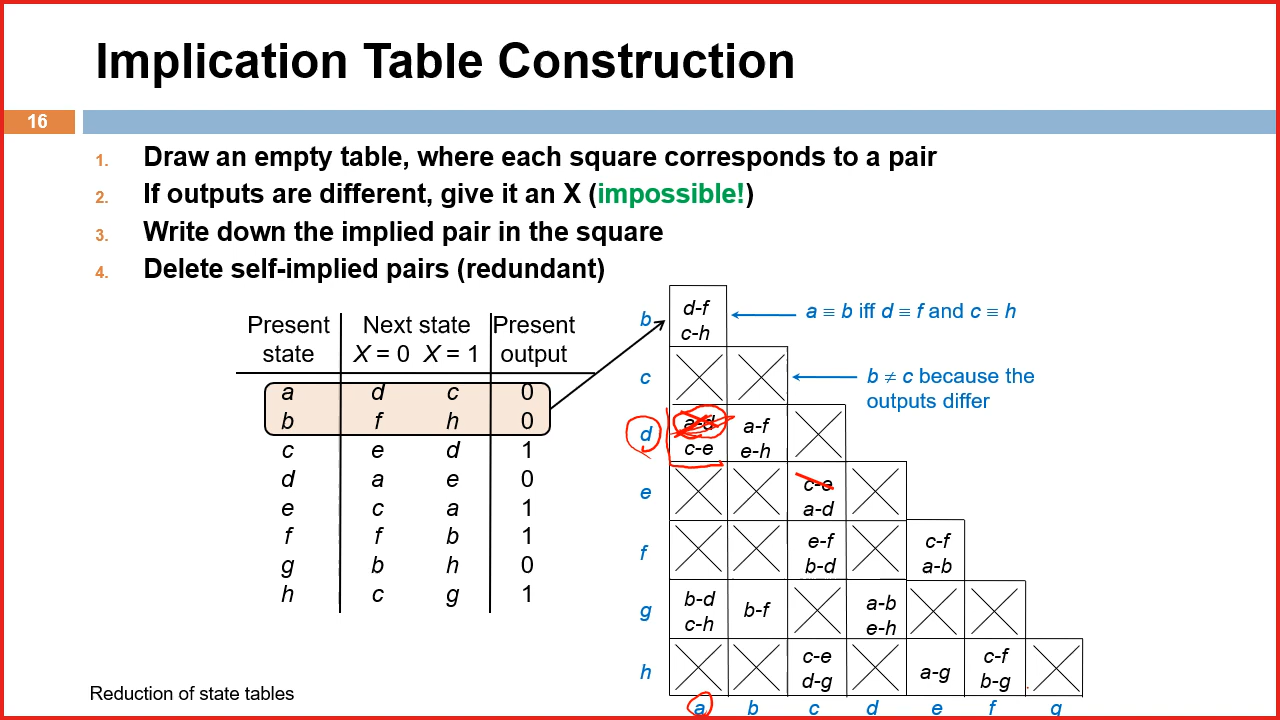 Implication Table Construction
16
1. Draw an empty table, where each square corresponds to a pair
2. If outputs are different, give it an X (impossible!)
3. Write down the implied pair in the square
4. Delete self-implied pairs (redundant)
Present Next state Present
state X = 0 X = 1 output
a d c 0
b f h 0
c e d 1
d a e 0
e c a 1
f f b 1
g b h 0
h c g 1
b d-f
c-h
a ≡ b iff d ≡ f and c ≡ h
c
b ≠ c because the
outputs differ
d a-d a-f
c-e e-h
e c-e
a-d
f e-f c-f
b-d a-b
g b-d b-f a-b
c-h e-h
h c-e a-g c-f
d-g b-g
a b c d e f g
Reduction of state tables